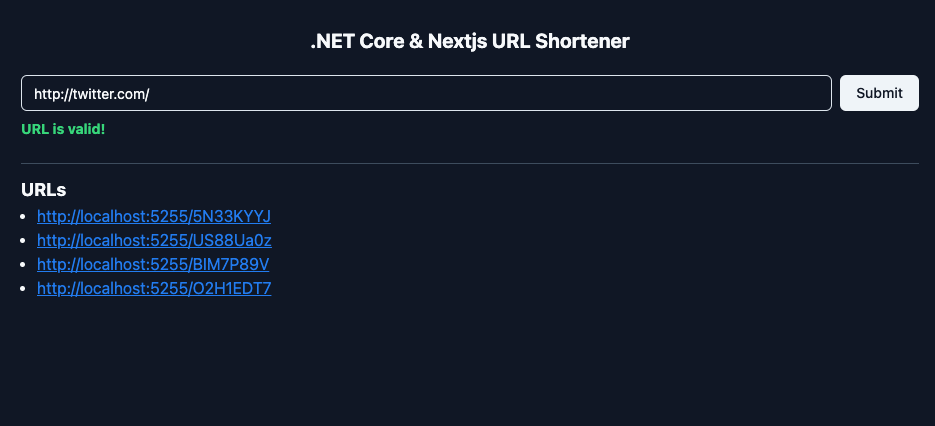 .NET Core & Nextjs URL Shortener
http://twitter.com/
Submit
URL is valid!
URLs
http://localhost:5255/5N33KYYJ
http://localhost:5255/US88Ua0z
http://localhost:5255/BIM7P89V
http://localhost:5255/O2H1EDT7